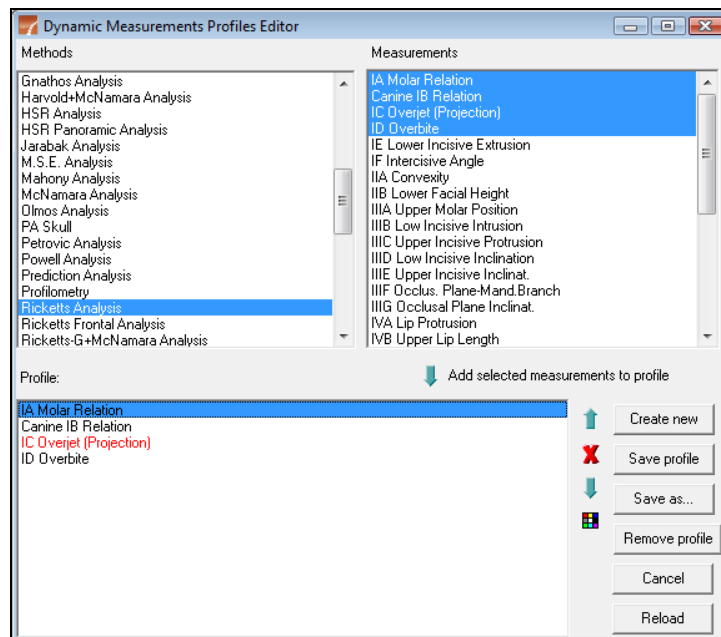 Dynamic Measurements Profiles Editor
Methods
Measurements
Gnathos Analysis
Harvold+McNamara Analysis
HSR Analysis
HSR Panoramic Analysis
Jarabak Analysis
M.S.E. Analysis
Mahony Analysis
McNamara Analysis
Olmos Analysis
PA Skull
Petrovic Analysis
Powell Analysis
Prediction Analysis
Profilometry
Ricketts Analysis
Ricketts Frontal Analysis
Ricketts-G+McNamara Analysis
IA Molar Relation
Canine IB Relation
IC Overjet (Projection)
ID Overbite
IE Lower Incisive Extrusion
IF Intercisive Angle
IIA Convexity
IIB Lower Facial Height
IIIA Upper Molar Position
IIIB Low Incisive Intrusion
IIIC Upper Incisive Protrusion
IIID Low Incisive Inclination
IIIE Upper Incisive Inclinat.
IIIF Occlus. Plane-Mand.Branch
IIIG Occlusal Plane Inclinat.
IVA Lip Protrusion
IVB Upper Lip Length
Profile:
Add selected measurements to profile
IA Molar Relation
Canine IB Relation
IC Overjet (Projection)
ID Overbite
Create new
Save profile
Save as...
Remove profile
Cancel
Reload